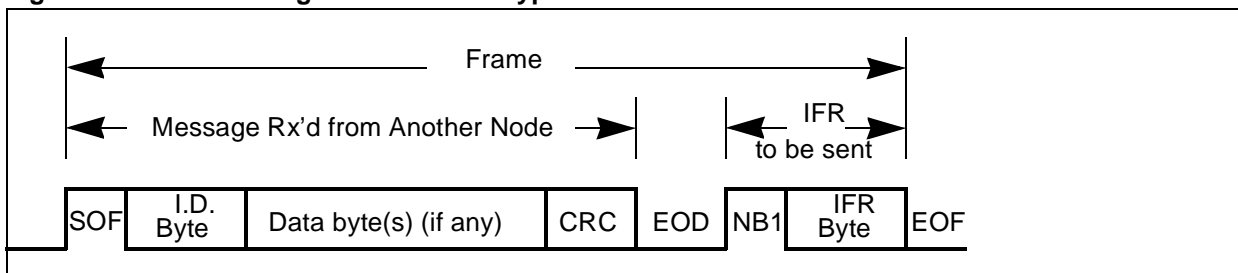 Frame
Message Rx'd from Another Node
IFR
to be sent
SOF
I.D.
Byte
Data byte(s) (if any)
CRC
EOD
NB1
IFR
Byte
EOF